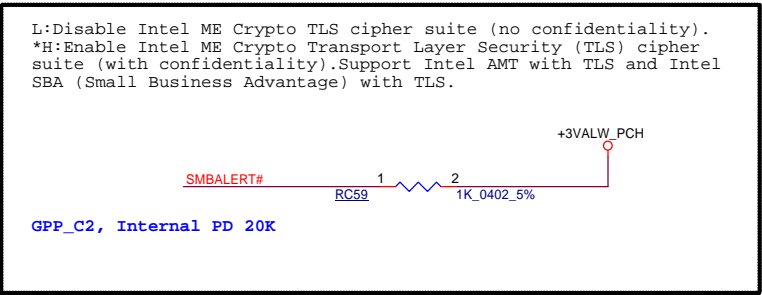 L:Disable Intel ME Crypto TLS cipher suite (no confidentiality).
*H:Enable Intel ME Crypto Transport Layer Security (TLS) cipher
suite (with confidentiality).Support Intel AMT with TLS and Intel
SBA (Small Business Advantage) with TLS.
+3VALW_PCH
SMBALERT# 1 2
RC59 1K_0402_5%
GPP_C2, Internal PD 20K